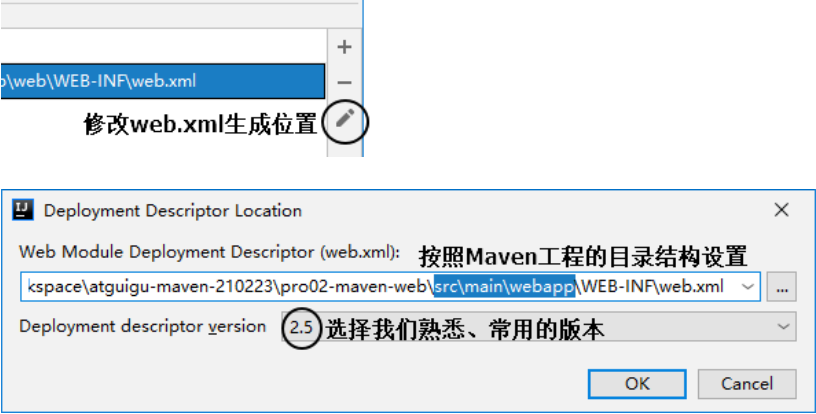 \web\WEB-INF\web.xml
修改web.xml生成位置
Deployment Descriptor Location
Web Module Deployment Descriptor (web.xml): 按照Maven工程的目录结构设置
kspace\atguigu-maven-210223\pro02-maven-web\src\main\webapp\WEB-INF\web.xml ...
Deployment descriptor version 2.5 选择我们熟悉、常用的版本
OK Cancel